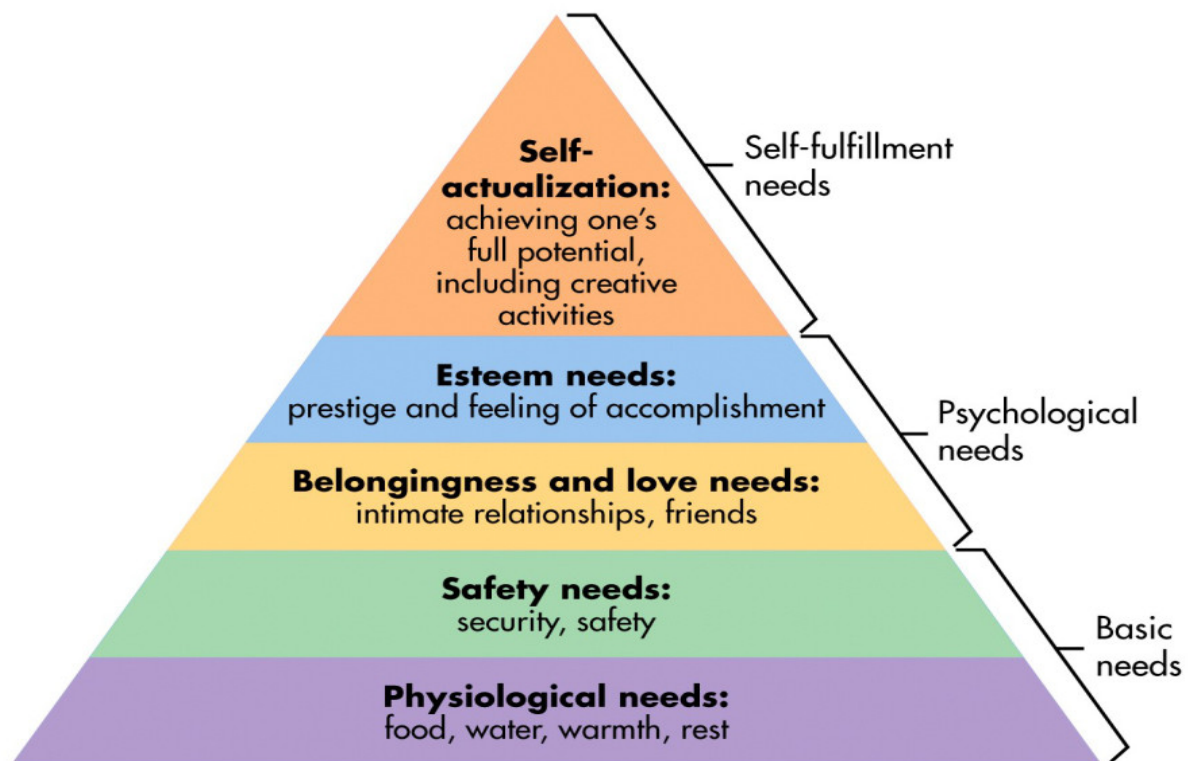 Self-
actualization:
achieving one's
full potential,
including creative
activities
Self-fulfillment
needs
Esteem needs:
prestige and feeling of accomplishment
Psychological
needs
Belongingness and love needs:
intimate relationships, friends
Safety needs:
security, safety
Basic
needs
Physiological needs:
food, water, warmth, rest